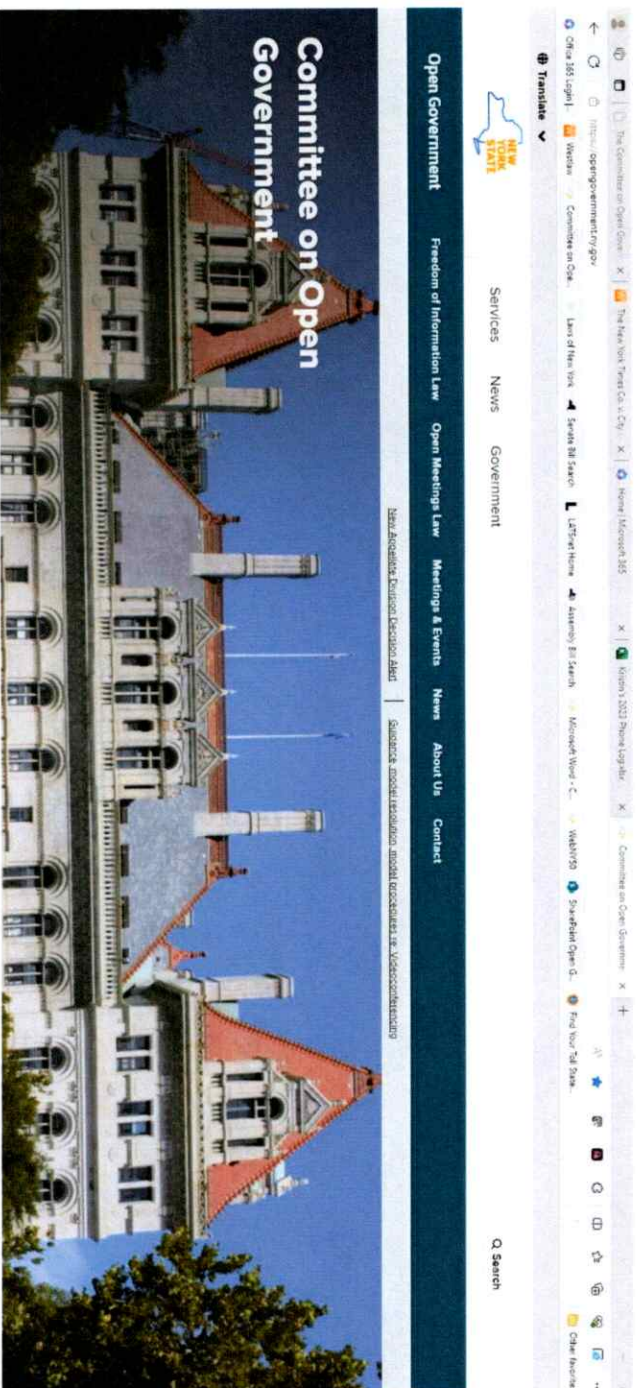 The Committee on Open Gove
The New York Times Co. v. City
Home | Microsoft 365
Kristin's 2023 Phone Log.xlsx
Committee on Open Governme
https://opengovernment.ny.gov
Office 365 Login |...
Westlaw
Committee on Ope...
Laws of New York
Senate Bill Search
LATSnet Home
Assembly Bill Search
Microsoft Word - C...
WebNY50
SharePoint Open G...
Find Your Toll State...
Other favorite
Translate
NEW
YORK
STATE
Services
News
Government
Search
Open Government
Freedom of Information Law
Open Meetings Law
Meetings & Events
News
About Us
Contact
New Appellate Division Decision Alert
Guidance, model resolution, model procedures re: Videoconferencing
Committee on Open
Government